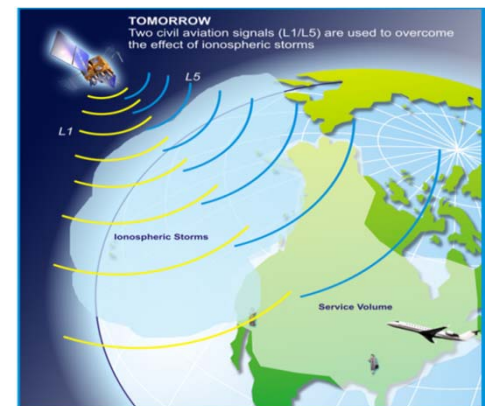 TOMORROW
Two civil aviation signals (L1/L5) are used to overcome
the effect of ionospheric storms
L5
L1
Ionospheric Storms
Service Volume